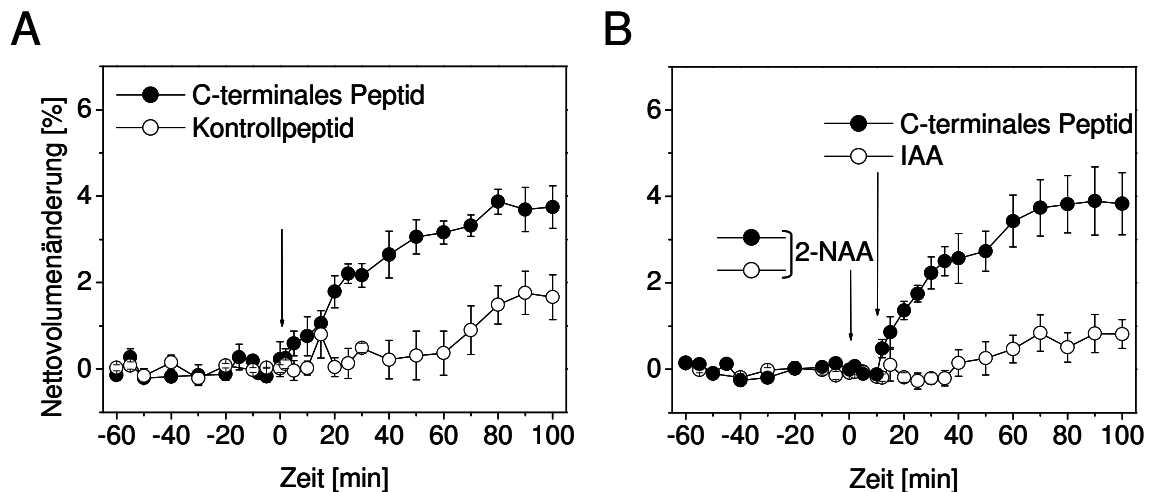 A
B
Nettovolumenänderung [%]
6
4
2
0
C-terminales Peptid
Kontrollpeptid
-60 -40 -20 0 20 40 60 80 100
Zeit [min]
6
4
2
0
C-terminales Peptid
IAA
2-NAA
-60 -40 -20 0 20 40 60 80 100
Zeit [min]